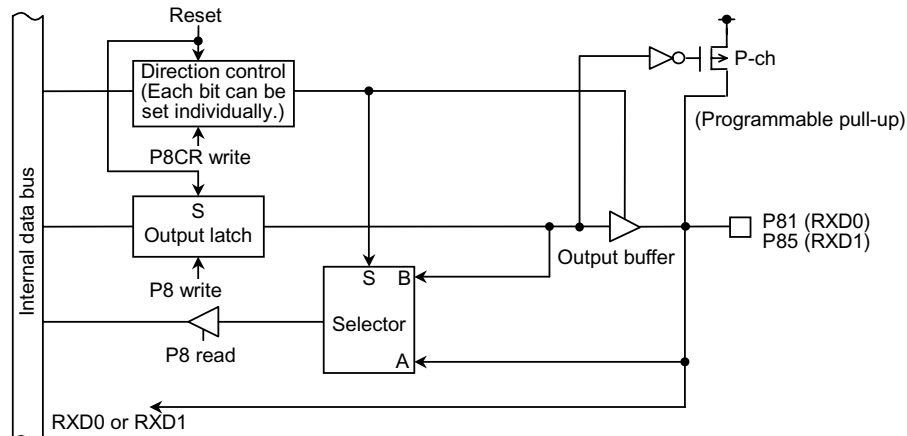 Reset
Direction control
(Each bit can be
set individually.)
P-ch
(Programmable pull-up)
P8CR write
Internal data bus
S
Output latch
P81 (RXD0)
P85 (RXD1)
Output buffer
P8 write
S
B
Selector
P8 read
A
RXD0 or RXD1